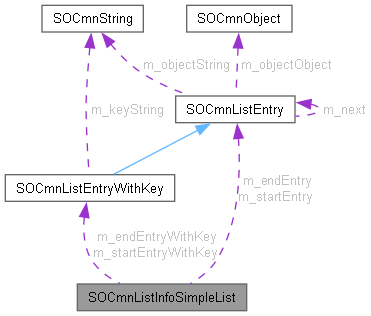 SOCmnString
SOCmnObject
m_objectString
m_objectObject
m_keyString
SOCmnListEntry
m_next
SOCmnListEntryWithKey
m_endEntry
m_startEntry
m_endEntryWithKey
m_startEntryWithKey
SOCmnListInfoSimpleList